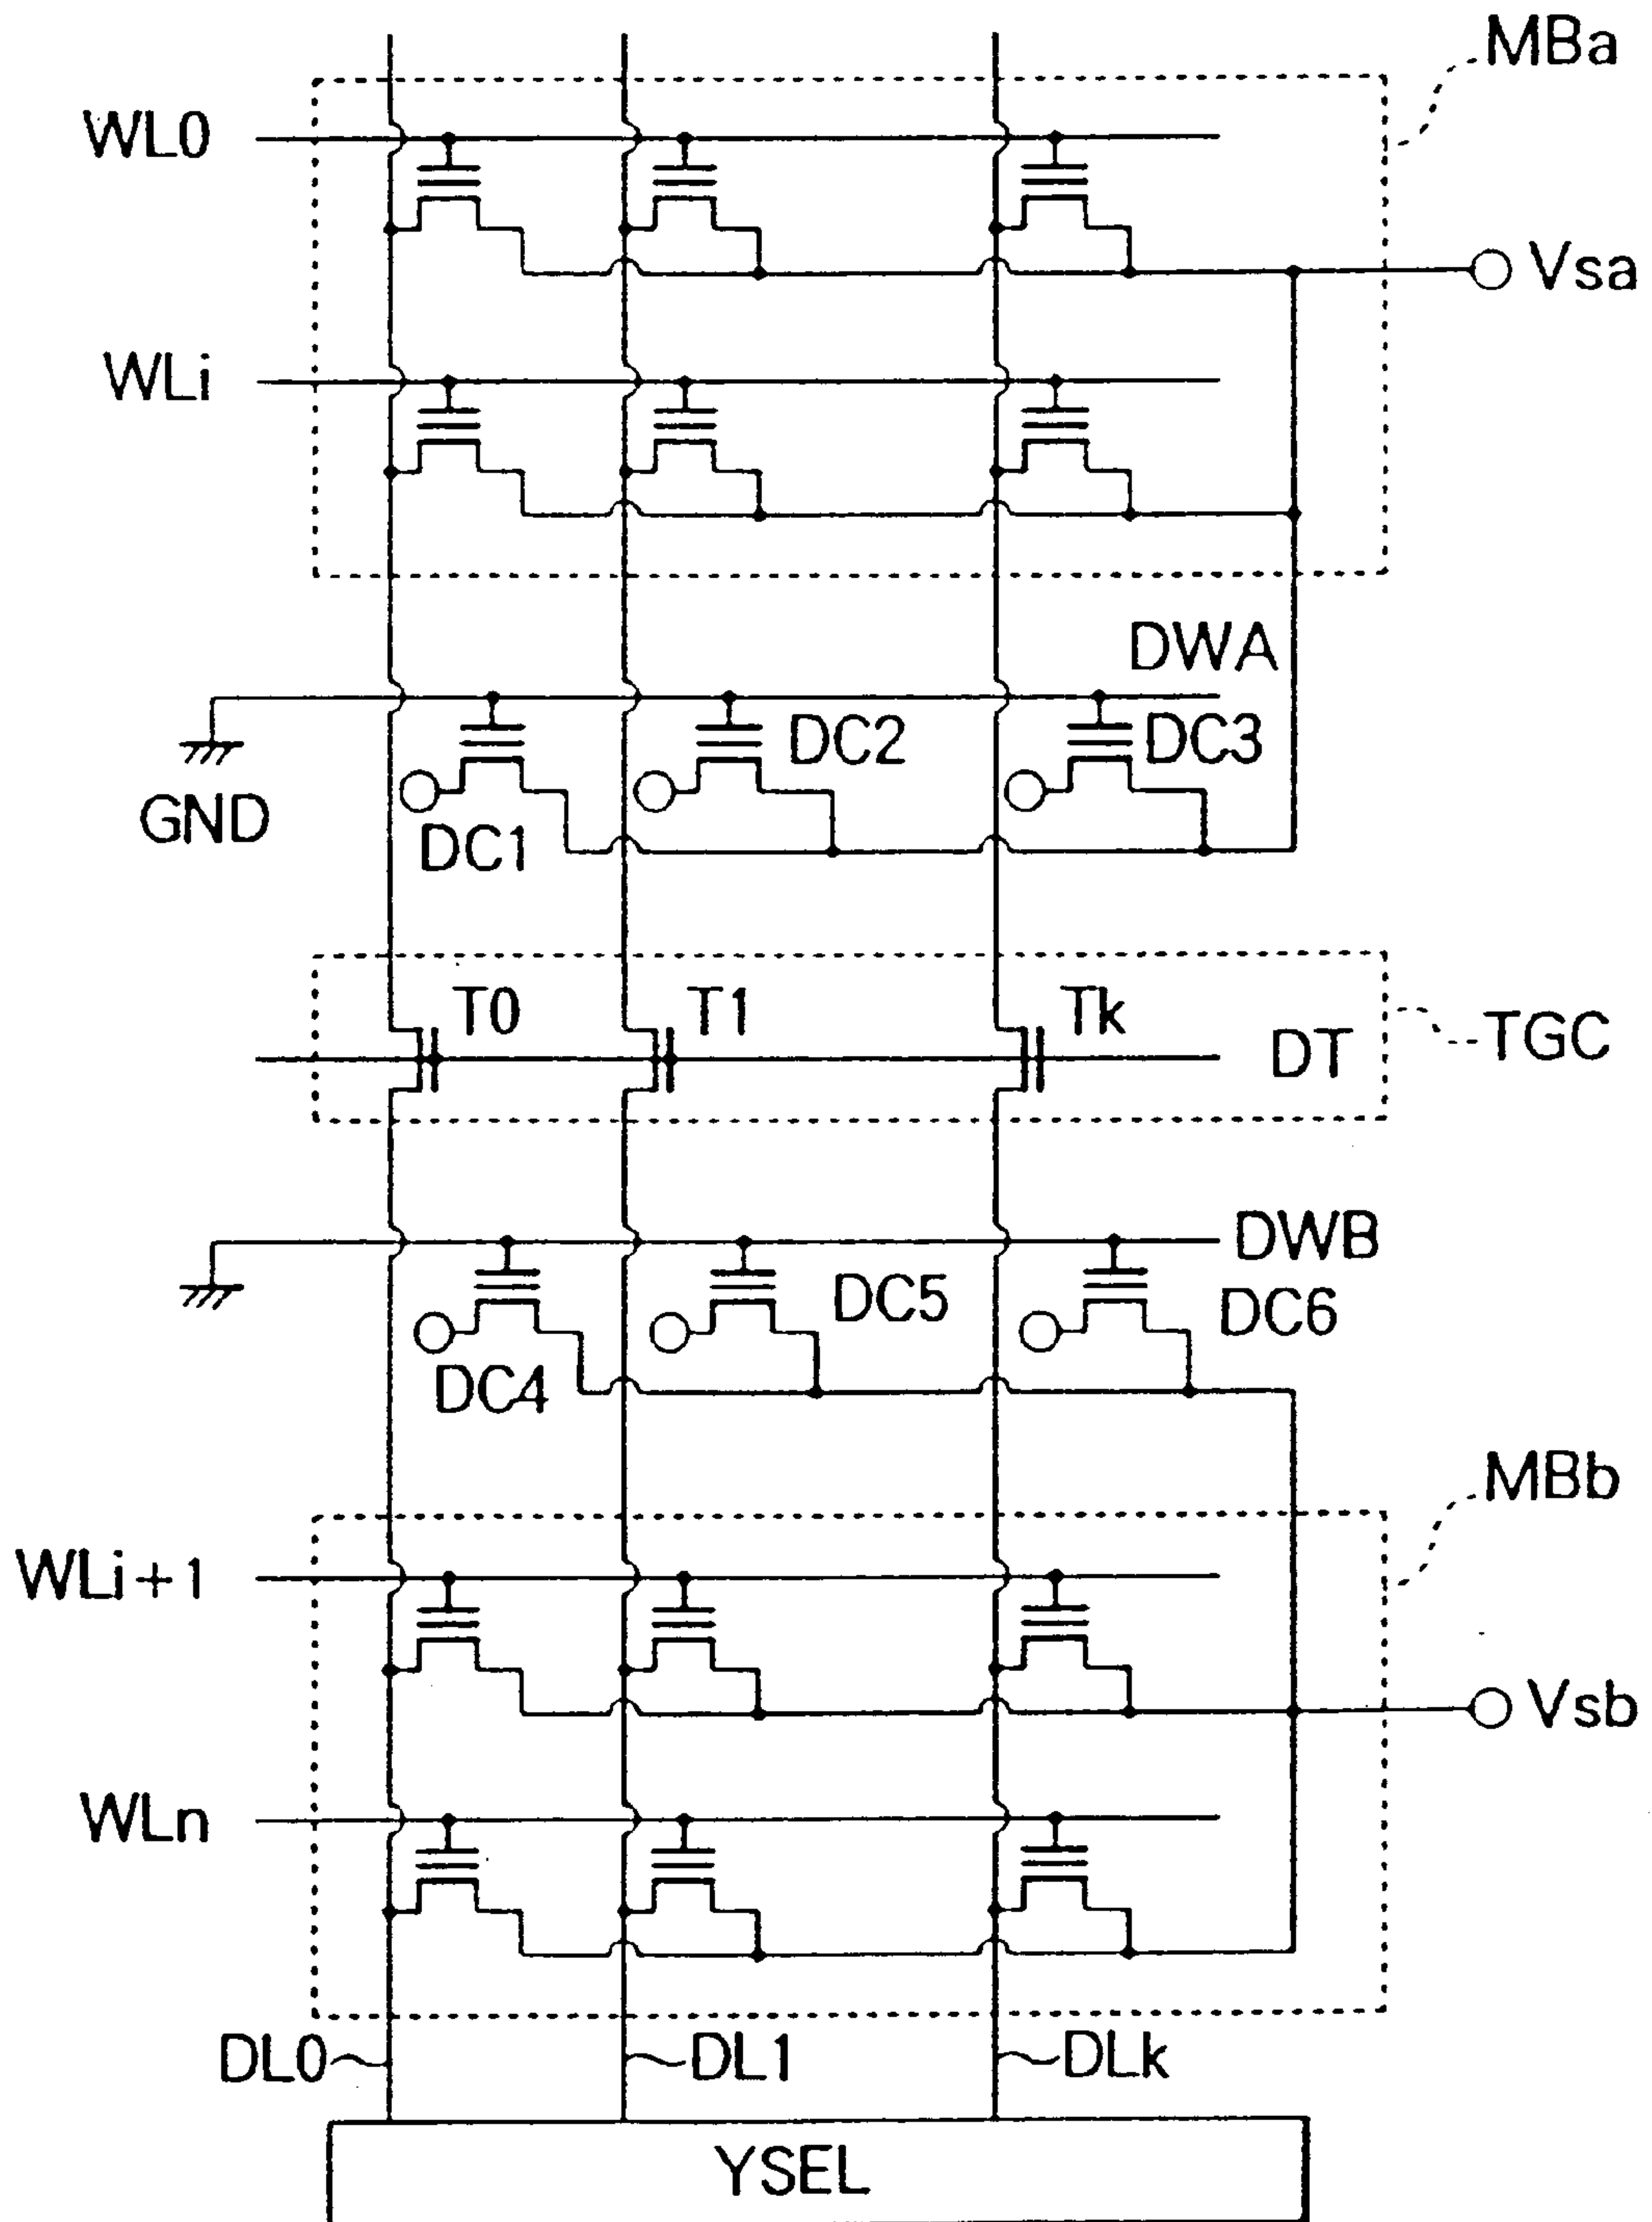 MBa
WL0
Vsa
WLi
DWA
DC2
DC3
GND
DC1
T0
T1
Tk
DT
TGC
DWB
DC5
DC6
DC4
MBb
WLi+1
Vsb
WLn
DL0
DL1
DLk
YSEL